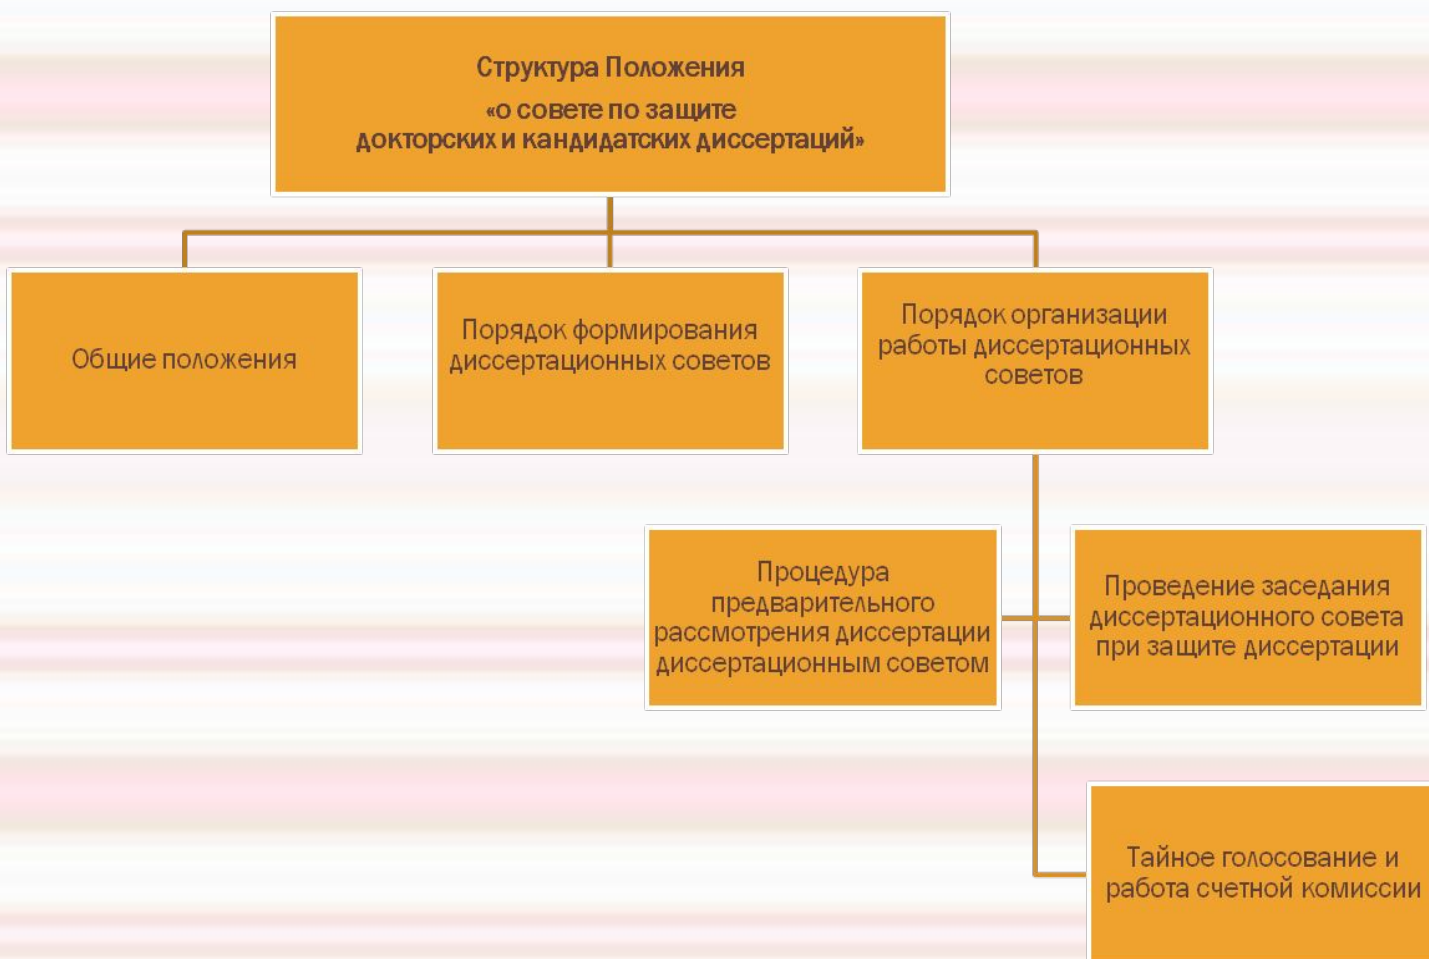 Структура Положения
«о совете по защите
докторских и кандидатских диссертаций»
Общие положения
Порядок формирования
диссертационных советов
Порядок организации
работы диссертационных
советов
Процедура
предварительного
рассмотрения диссертации
диссертационным советом
Проведение заседания
диссертационного совета
при защите диссертации
Тайное голосование и
работа счетной комиссии